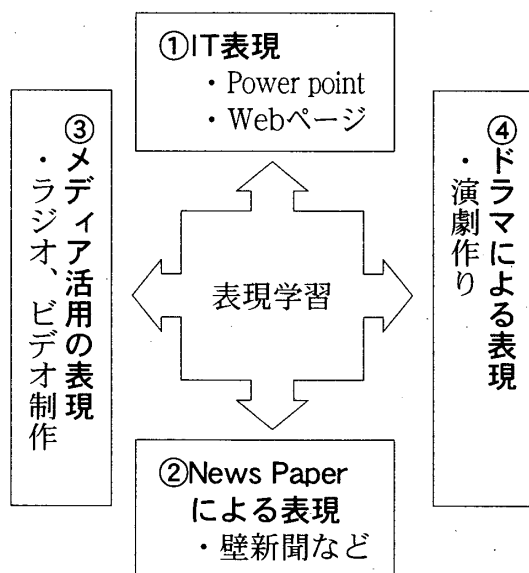 ①IT表現
・Power point
・Webページ
③メディア活用の表現
・ラジオ、ビデオ制作
表現学習
④ドラマによる表現
・演劇作り
②News Paper
による表現
・壁新聞など